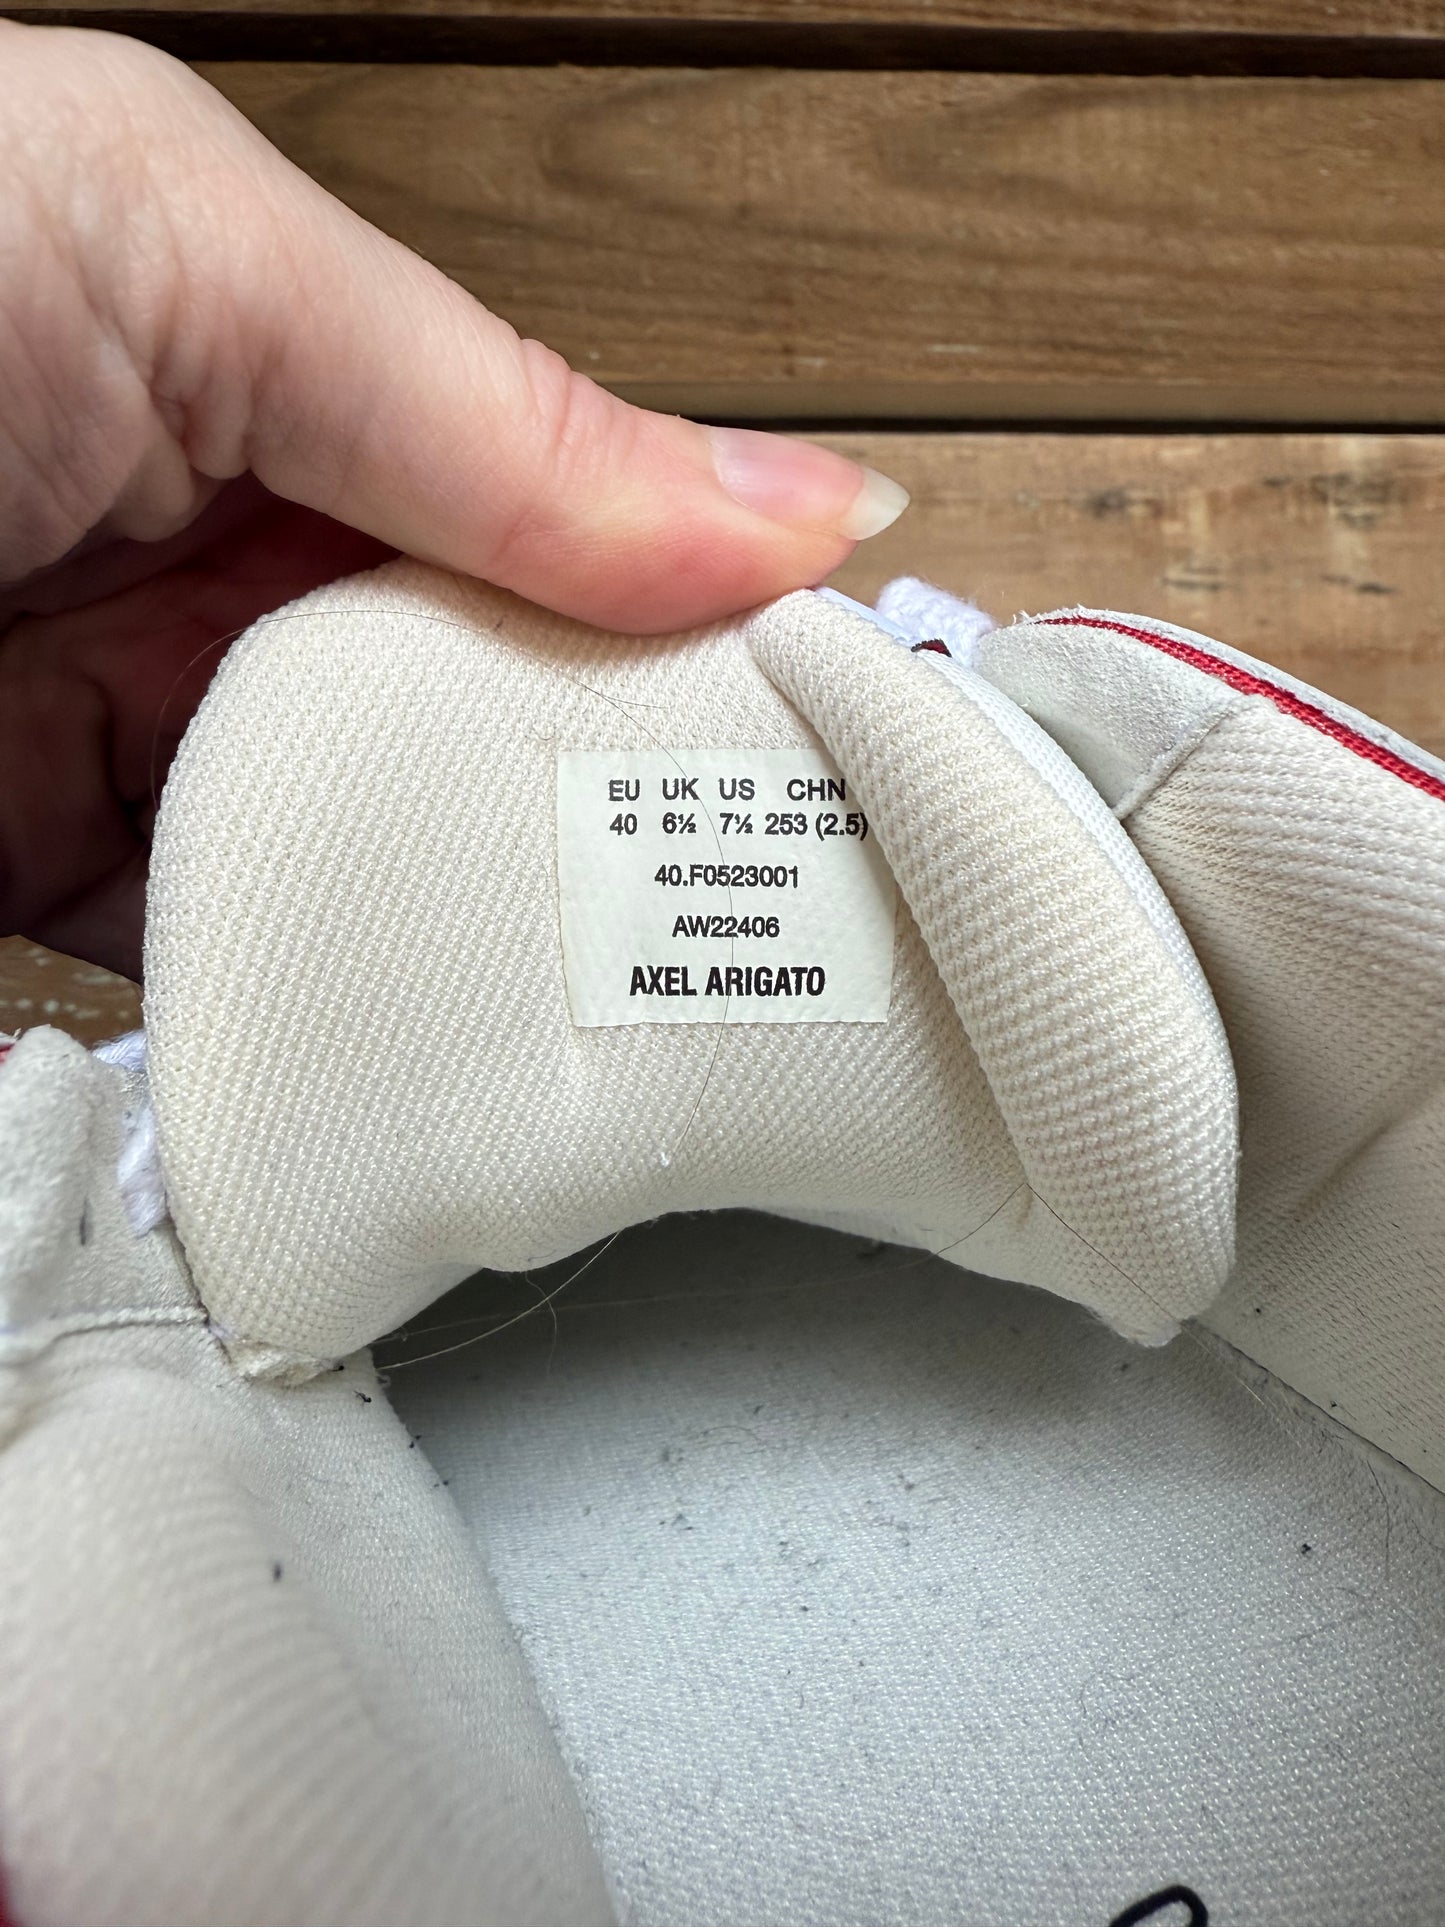 EU UK US CHN
40 6½ 7½ 253 (2.5)
40.F0523001
AW22406
AXEL ARIGATO